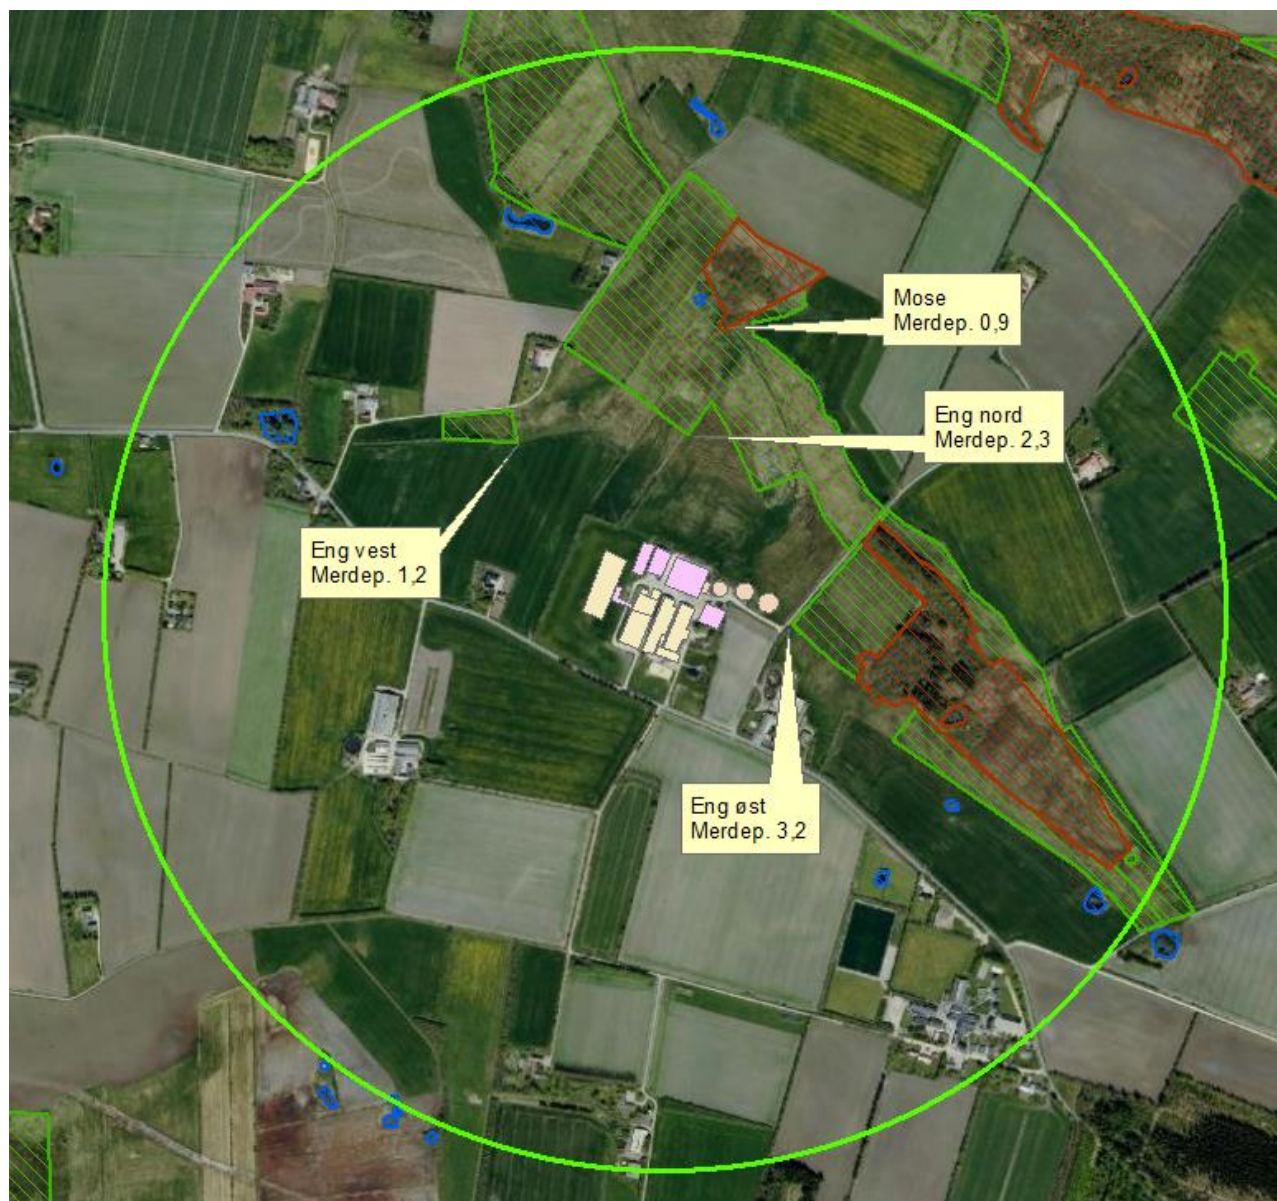 Mose
Merdep. 0,9
Eng nord
Merdep. 2,3
Eng vest
Merdep. 1,2
Eng øst
Merdep. 3,2